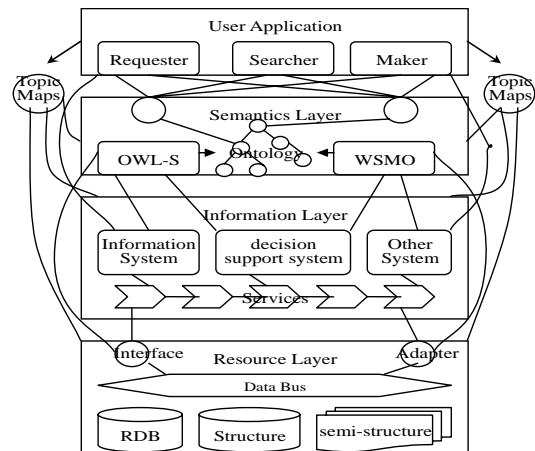 User Application
Requester
Searcher
Maker
Topic
Maps
Topic
Maps
Semantics Layer
OWL-S
Ontology
WSMO
Information Layer
Information
System
decision
support system
Other
System
Services
Interface
Resource Layer
Adapter
Data Bus
RDB
Structure
semi-structure